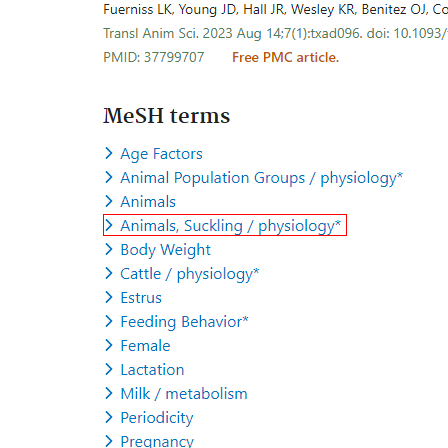 Fuerniss LK, Young JD, Hall JR, Wesley KR, Benitez OJ, Co
Transl Anim Sci. 2023 Aug 14;7(1):txad096. doi: 10.1093/
PMID: 37799707 Free PMC article.
MeSH terms
Age Factors
Animal Population Groups / physiology*
Animals
Animals, Suckling / physiology*
Body Weight
Cattle / physiology*
Estrus
Feeding Behavior*
Female
Lactation
Milk / metabolism
Periodicity
Pregnancy